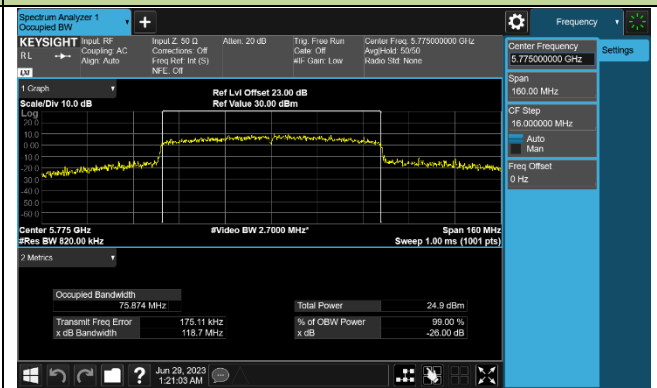 Spectrum Analyzer 1
Occupied BW
+
Frequency
KEYSIGHT
RL
LXI
Input: RF
Coupling: AC
Align: Auto
Input Z: 50 Ω
Corrections: Off
Freq Ref: Int (S)
NFE: Off
Atten: 20 dB
Trig: Free Run
Gate: Off
#IF Gain: Low
Center Freq: 5.775000000 GHz
Avg|Hold: 50/50
Radio Std: None
Center Frequency
5.775000000 GHz
Settings
Span
160.00 MHz
CF Step
16.000000 MHz
Auto
Man
Freq Offset
0 Hz
1 Graph
Scale/Div 10.0 dB
Ref Lvl Offset 23.00 dB
Ref Value 30.00 dBm
Log
20.0
10.0
0.00
-10.0
-20.0
-30.0
-40.0
-50.0
-60.0
Center 5.775 GHz
#Video BW 2.7000 MHz*
Span 160 MHz
#Res BW 820.00 kHz
Sweep 1.00 ms (1001 pts)
2 Metrics
Occupied Bandwidth
75.874 MHz
Total Power 24.9 dBm
Transmit Freq Error 175.11 kHz
% of OBW Power 99.00 %
x dB Bandwidth 118.7 MHz
x dB -26.00 dB
?
Jun 29, 2023
1:21:03 AM